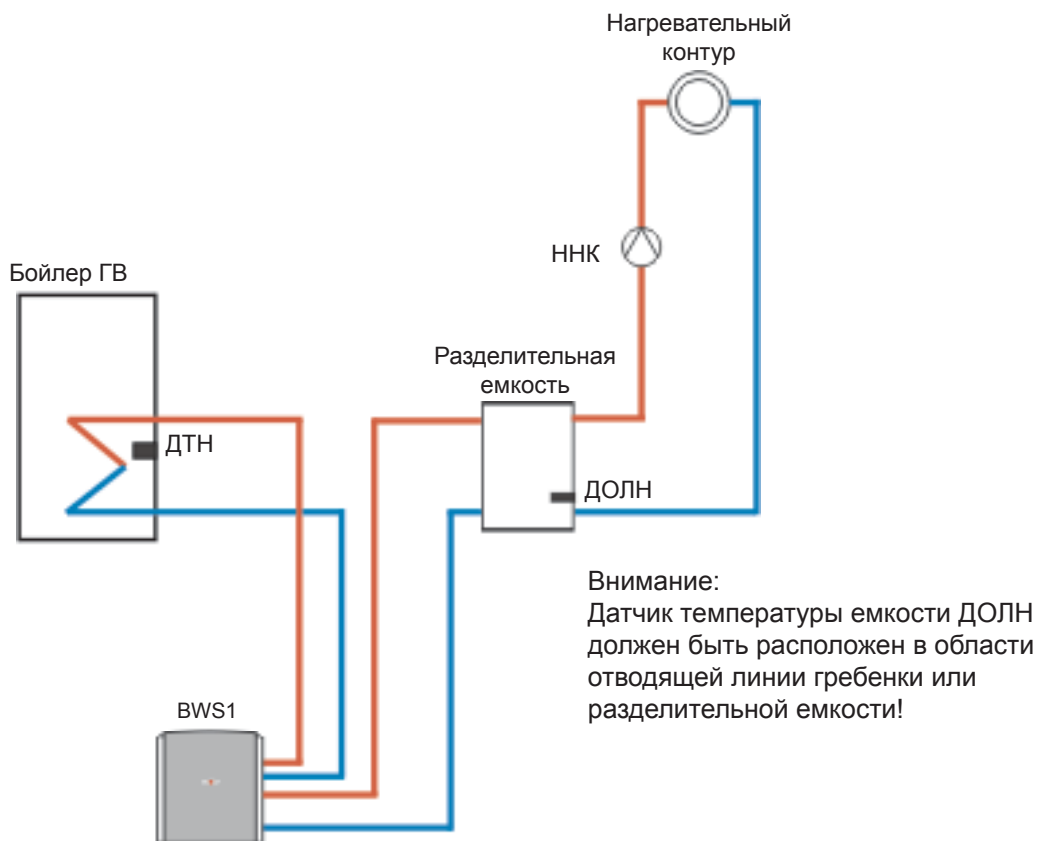 Нагревательный
контур
ННК
Бойлер ГВ
Разделительная
емкость
ДТН
ДОЛН
Внимание:
Датчик температуры емкости ДОЛН
должен быть расположен в области
отводящей линии гребенки или
разделительной емкости!
BWS1